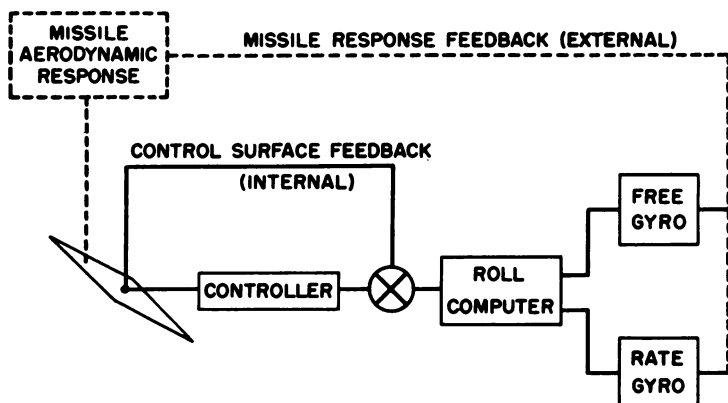 MISSILE
AERODYNAMIC
RESPONSE
MISSILE RESPONSE FEEDBACK (EXTERNAL)
CONTROL SURFACE FEEDBACK
(INTERNAL)
FREE
GYRO
CONTROLLER
ROLL
COMPUTER
RATE
GYRO